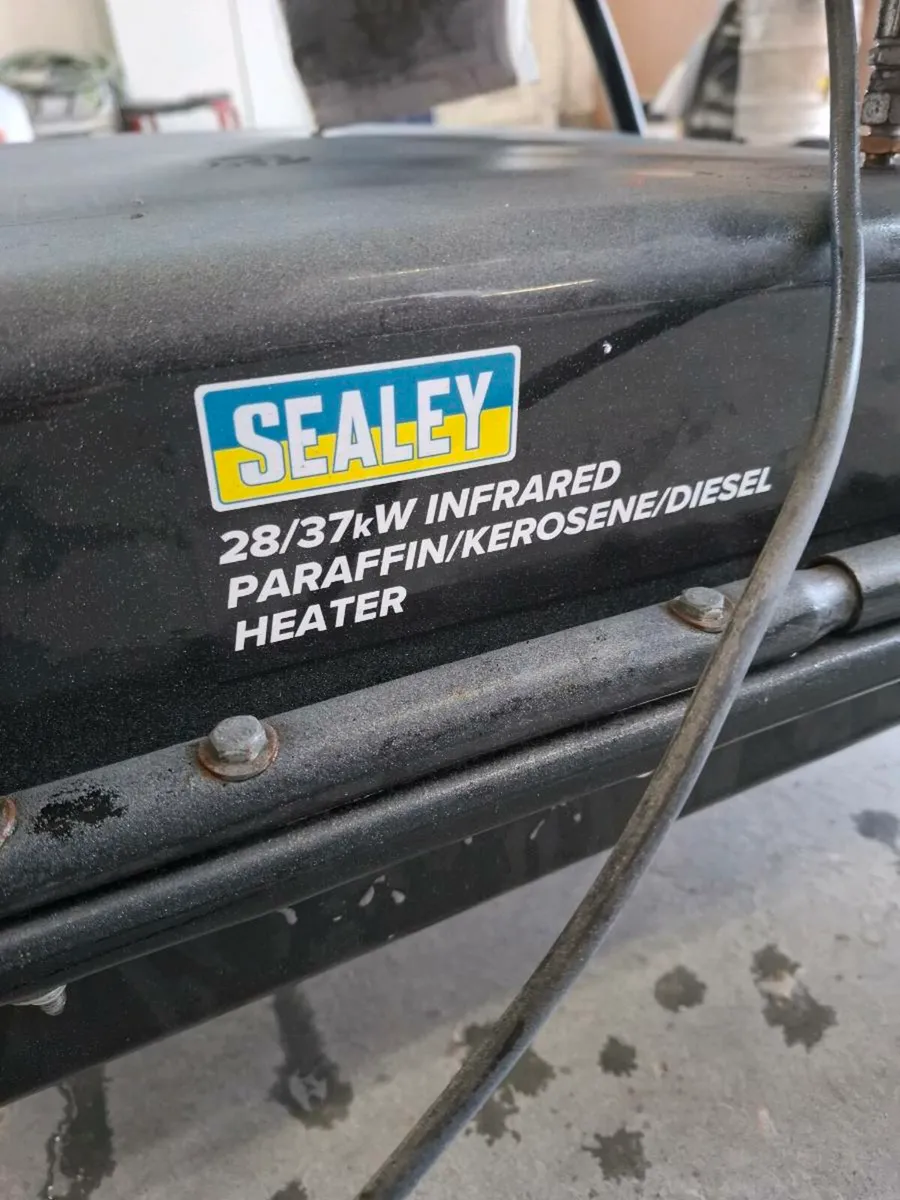 SEALEY
28/37kW INFRARED
PARAFFIN/KEROSENE/DIESEL
HEATER